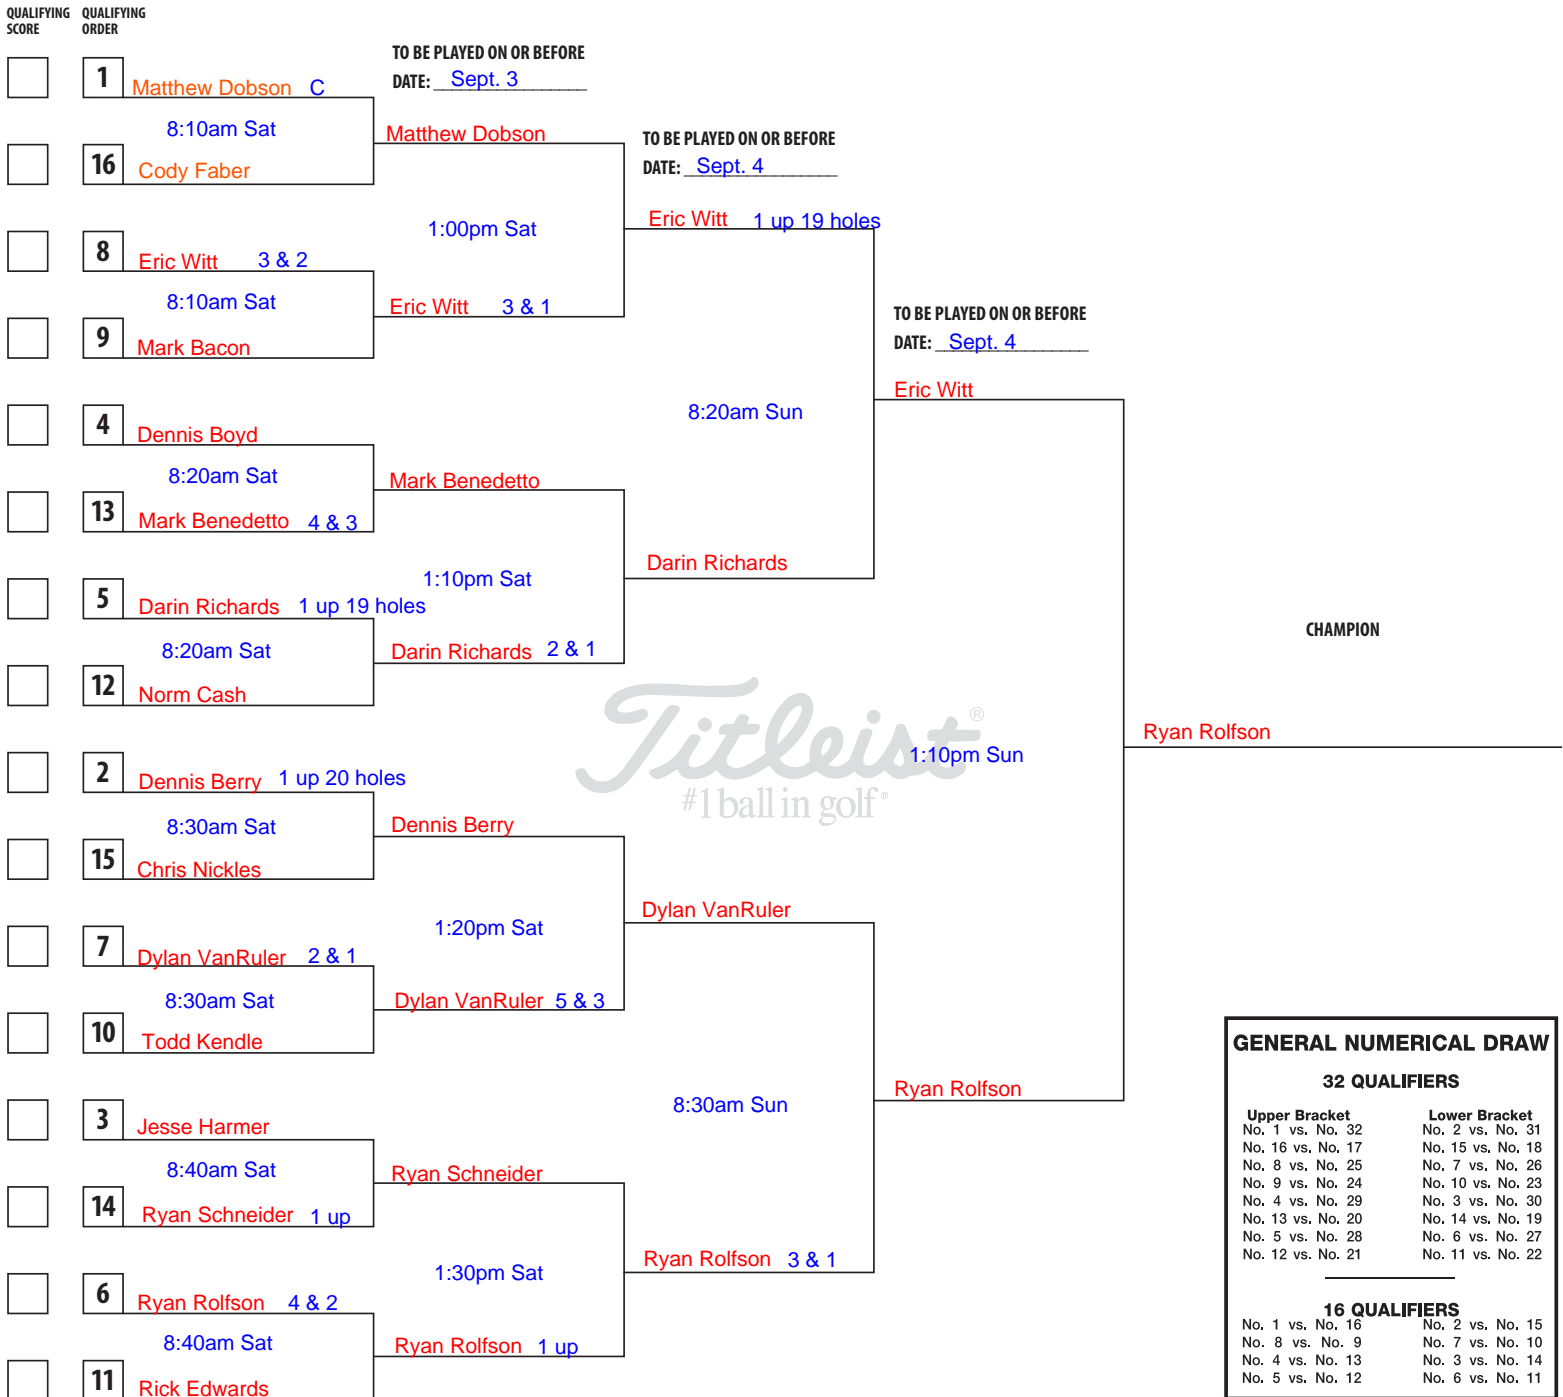 QUALIFYING SCORE
QUALIFYING ORDER
TO BE PLAYED ON OR BEFORE
DATE: Sept. 3
1 Matthew Dobson C
8:10am Sat
Matthew Dobson
16 Cody Faber
TO BE PLAYED ON OR BEFORE
DATE: Sept. 4
1:00pm Sat
Eric Witt 1 up 19 holes
8 Eric Witt 3 & 2
8:10am Sat
Eric Witt 3 & 1
9 Mark Bacon
TO BE PLAYED ON OR BEFORE
DATE: Sept. 4
Eric Witt
8:20am Sun
4 Dennis Boyd
8:20am Sat
Mark Benedetto
13 Mark Benedetto 4 & 3
1:10pm Sat
Darin Richards
5 Darin Richards 1 up 19 holes
8:20am Sat
Darin Richards 2 & 1
12 Norm Cash
CHAMPION
Ryan Rolfson
Titleist®
#1 ball in golf®
1:10pm Sun
2 Dennis Berry 1 up 20 holes
8:30am Sat
Dennis Berry
15 Chris Nickles
1:20pm Sat
Dylan VanRuler
7 Dylan VanRuler 2 & 1
8:30am Sat
Dylan VanRuler 5 & 3
10 Todd Kendle
8:30am Sun
Ryan Rolfson
3 Jesse Harmer
8:40am Sat
Ryan Schneider
14 Ryan Schneider 1 up
1:30pm Sat
Ryan Rolfson 3 & 1
6 Ryan Rolfson 4 & 2
8:40am Sat
Ryan Rolfson 1 up
11 Rick Edwards
GENERAL NUMERICAL DRAW
32 QUALIFIERS
Upper Bracket Lower Bracket
No. 1 vs. No. 32 No. 2 vs. No. 31
No. 16 vs. No. 17 No. 15 vs. No. 18
No. 8 vs. No. 25 No. 7 vs. No. 26
No. 9 vs. No. 24 No. 10 vs. No. 23
No. 4 vs. No. 29 No. 3 vs. No. 30
No. 13 vs. No. 20 No. 14 vs. No. 19
No. 5 vs. No. 28 No. 6 vs. No. 27
No. 12 vs. No. 21 No. 11 vs. No. 22
16 QUALIFIERS
No. 1 vs. No. 16 No. 2 vs. No. 15
No. 8 vs. No. 9 No. 7 vs. No. 10
No. 4 vs. No. 13 No. 3 vs. No. 14
No. 5 vs. No. 12 No. 6 vs. No. 11